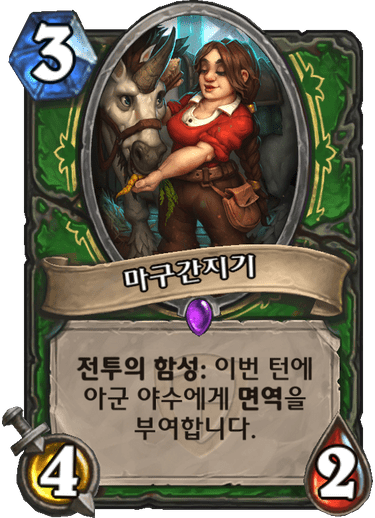 3
마구간지기
전투의 함성: 이번 턴에
아군 야수에게 면역을
부여합니다.
4
2